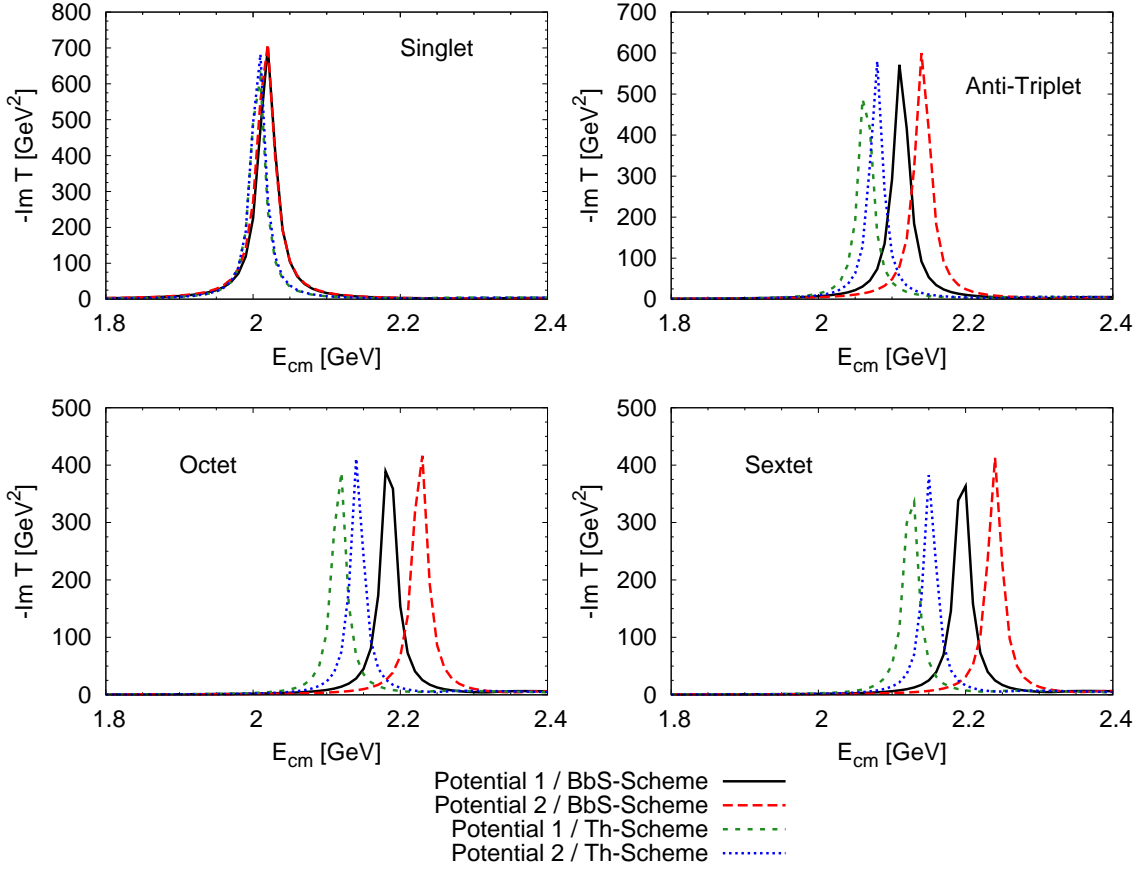 Singlet
-Im T [GeV²]
800
700
600
500
400
300
200
100
0
1.8 2 2.2 2.4
E_cm [GeV]
Anti-Triplet
-Im T [GeV²]
700
600
500
400
300
200
100
0
1.8 2 2.2 2.4
E_cm [GeV]
Octet
-Im T [GeV²]
500
400
300
200
100
0
1.8 2 2.2 2.4
E_cm [GeV]
Sextet
-Im T [GeV²]
500
400
300
200
100
0
1.8 2 2.2 2.4
E_cm [GeV]
Potential 1 / BbS-Scheme
Potential 2 / BbS-Scheme
Potential 1 / Th-Scheme
Potential 2 / Th-Scheme